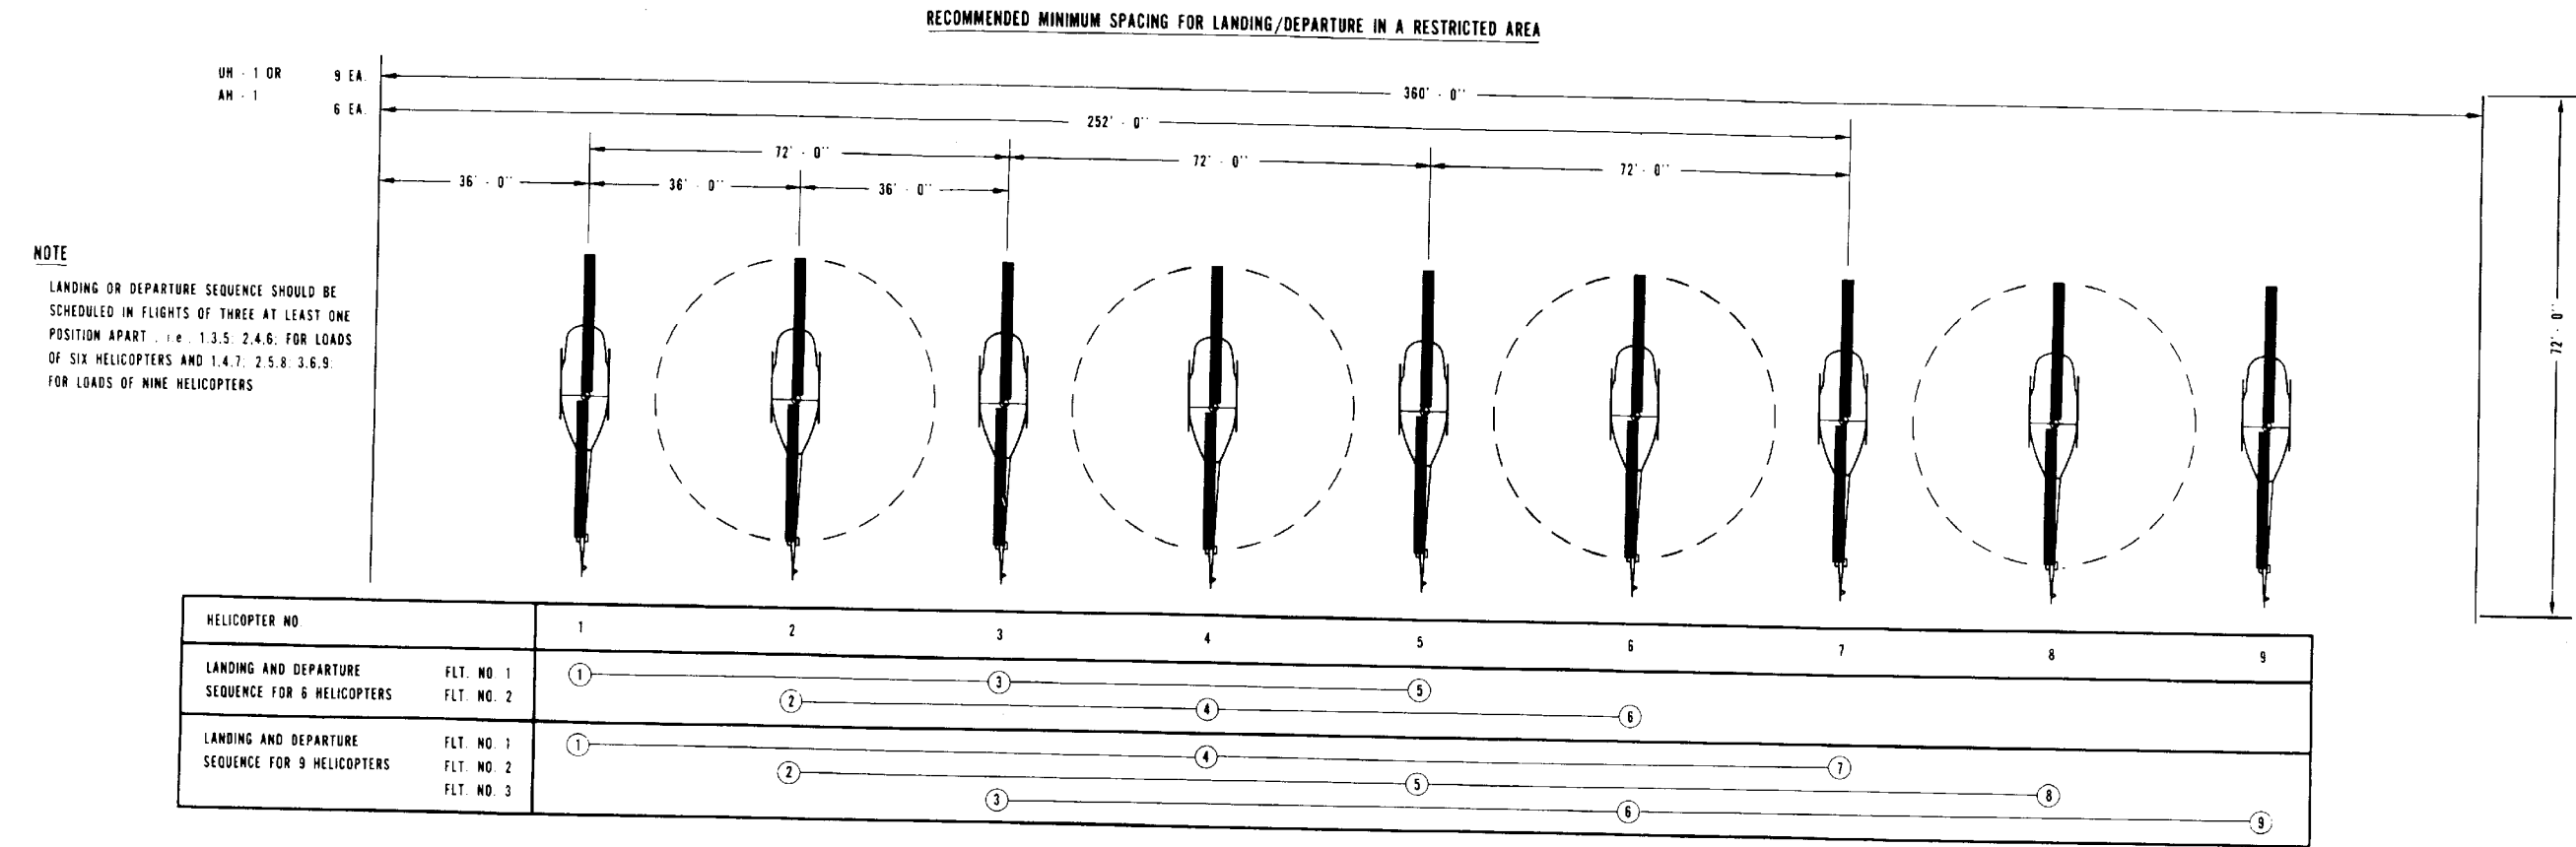 RECOMMENDED MINIMUM SPACING FOR LANDING/DEPARTURE IN A RESTRICTED AREA
UH - 1 OR 9 EA.
AH - 1
6 EA.
360' - 0''
252' - 0''
72' - 0'' 72' - 0'' 72' - 0''
36' - 0'' 36' - 0'' 36' - 0''
72' - 0''
NOTE
LANDING OR DEPARTURE SEQUENCE SHOULD BE
SCHEDULED IN FLIGHTS OF THREE AT LEAST ONE
POSITION APART . i e . 1.3.5: 2.4.6: FOR LOADS
OF SIX HELICOPTERS AND 1.4.7: 2.5.8: 3.6.9:
FOR LOADS OF NINE HELICOPTERS
HELICOPTER NO. 1 2 3 4 5 6 7 8 9
LANDING AND DEPARTURE FLT. NO. 1 1 3 5
SEQUENCE FOR 6 HELICOPTERS FLT. NO. 2 2 4 6
LANDING AND DEPARTURE FLT. NO. 1 1 4 7
SEQUENCE FOR 9 HELICOPTERS FLT. NO. 2 2 5 8
FLT. NO. 3 3 6 9